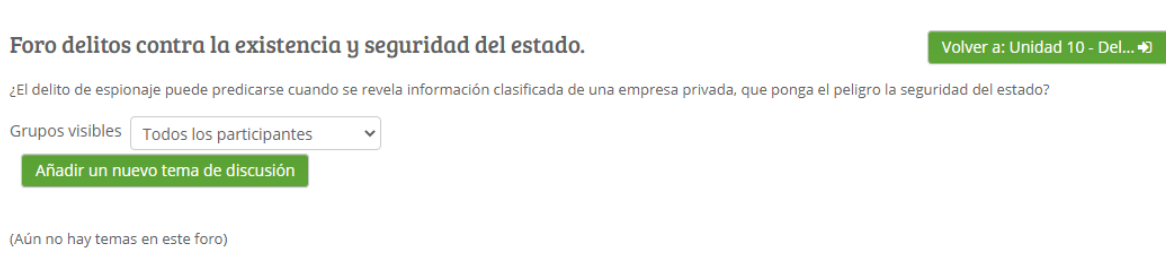 Foro delitos contra la existencia y seguridad del estado.
Volver a: Unidad 10 - Del...
¿El delito de espionaje puede predicarse cuando se revela información clasificada de una empresa privada, que ponga el peligro la seguridad del estado?
Grupos visibles Todos los participantes
Añadir un nuevo tema de discusión
(Aún no hay temas en este foro)